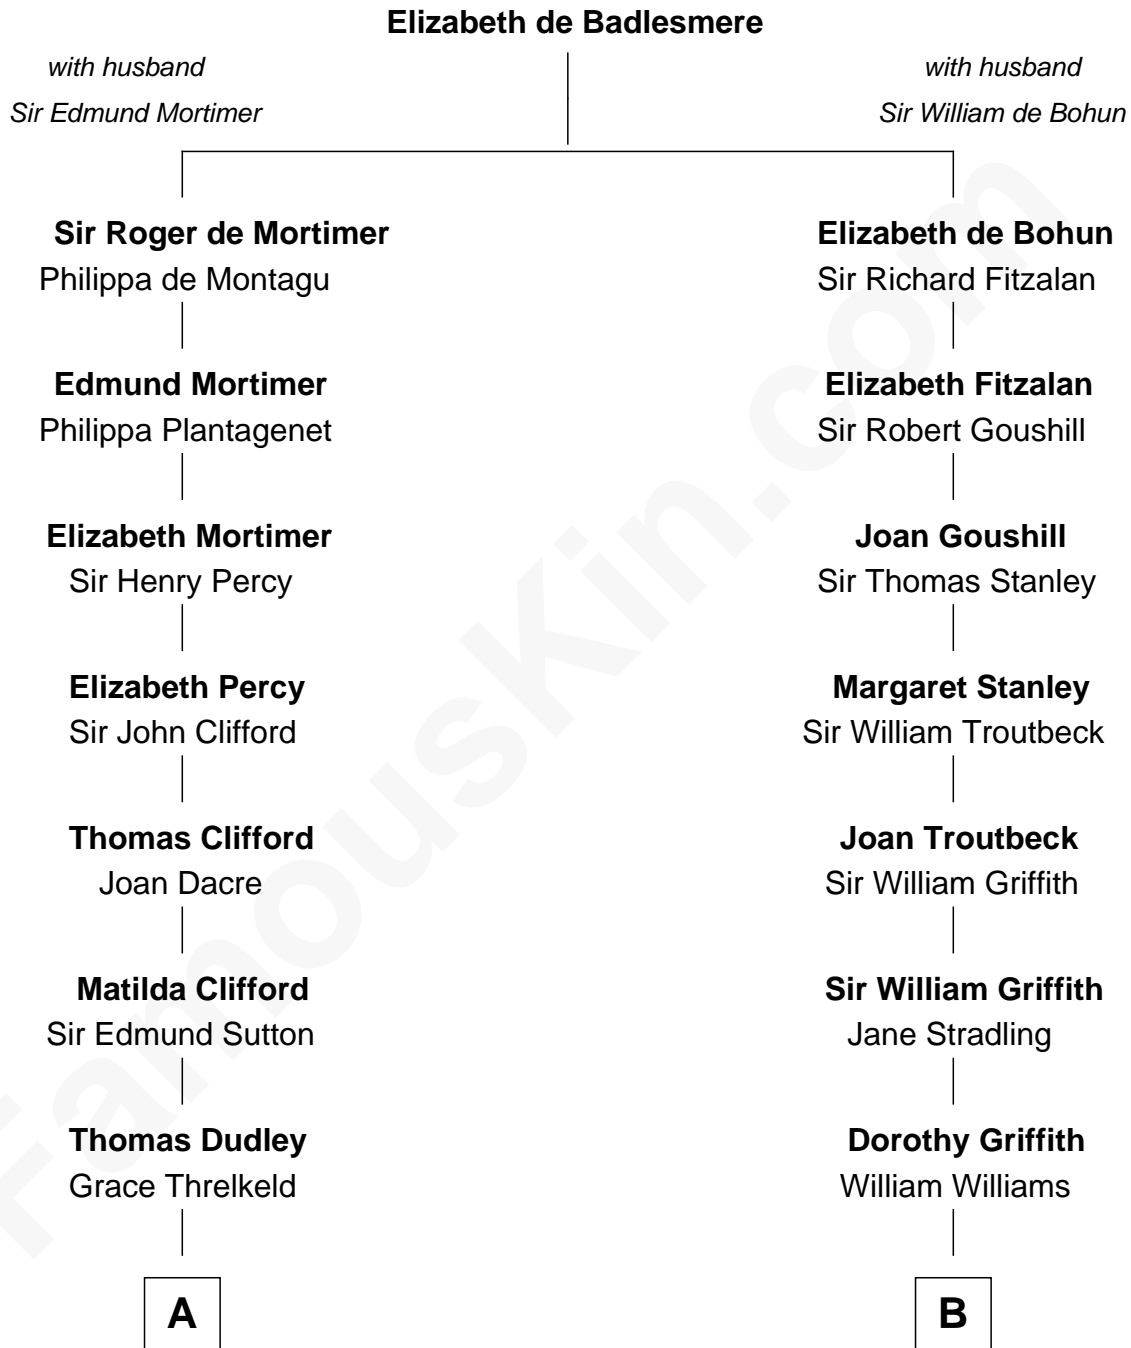 Elizabeth de Badlesmere
with husband
Sir Edmund Mortimer
with husband
Sir William de Bohun
Sir Roger de Mortimer
Philippa de Montagu
Elizabeth de Bohun
Sir Richard Fitzalan
Edmund Mortimer
Philippa Plantagenet
Elizabeth Fitzalan
Sir Robert Goushill
Elizabeth Mortimer
Sir Henry Percy
Joan Goushill
Sir Thomas Stanley
Elizabeth Percy
Sir John Clifford
Margaret Stanley
Sir William Troutbeck
Thomas Clifford
Joan Dacre
Joan Troutbeck
Sir William Griffith
Matilda Clifford
Sir Edmund Sutton
Sir William Griffith
Jane Stradling
Thomas Dudley
Grace Threlkeld
Dorothy Griffith
William Williams
A
B
FamousKin.com